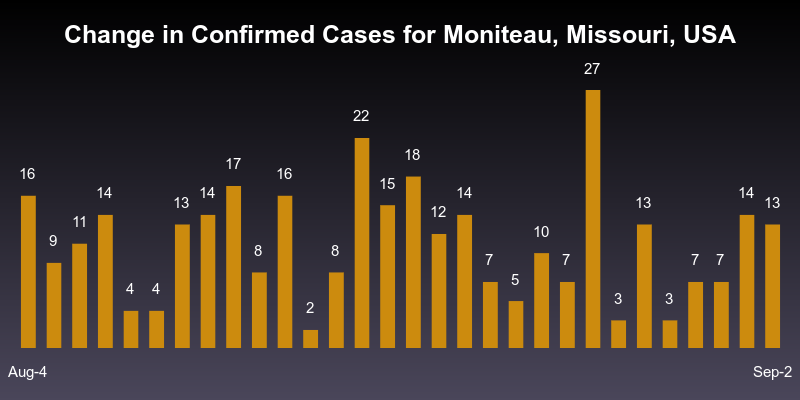 Change in Confirmed Cases for Moniteau, Missouri, USA
16 9 11 14 4 4 13 14 17 8 16 2 8 22 15 18 12 14 7 5 10 7 27 3 13 3 7 7 14 13
Aug-4 Sep-2